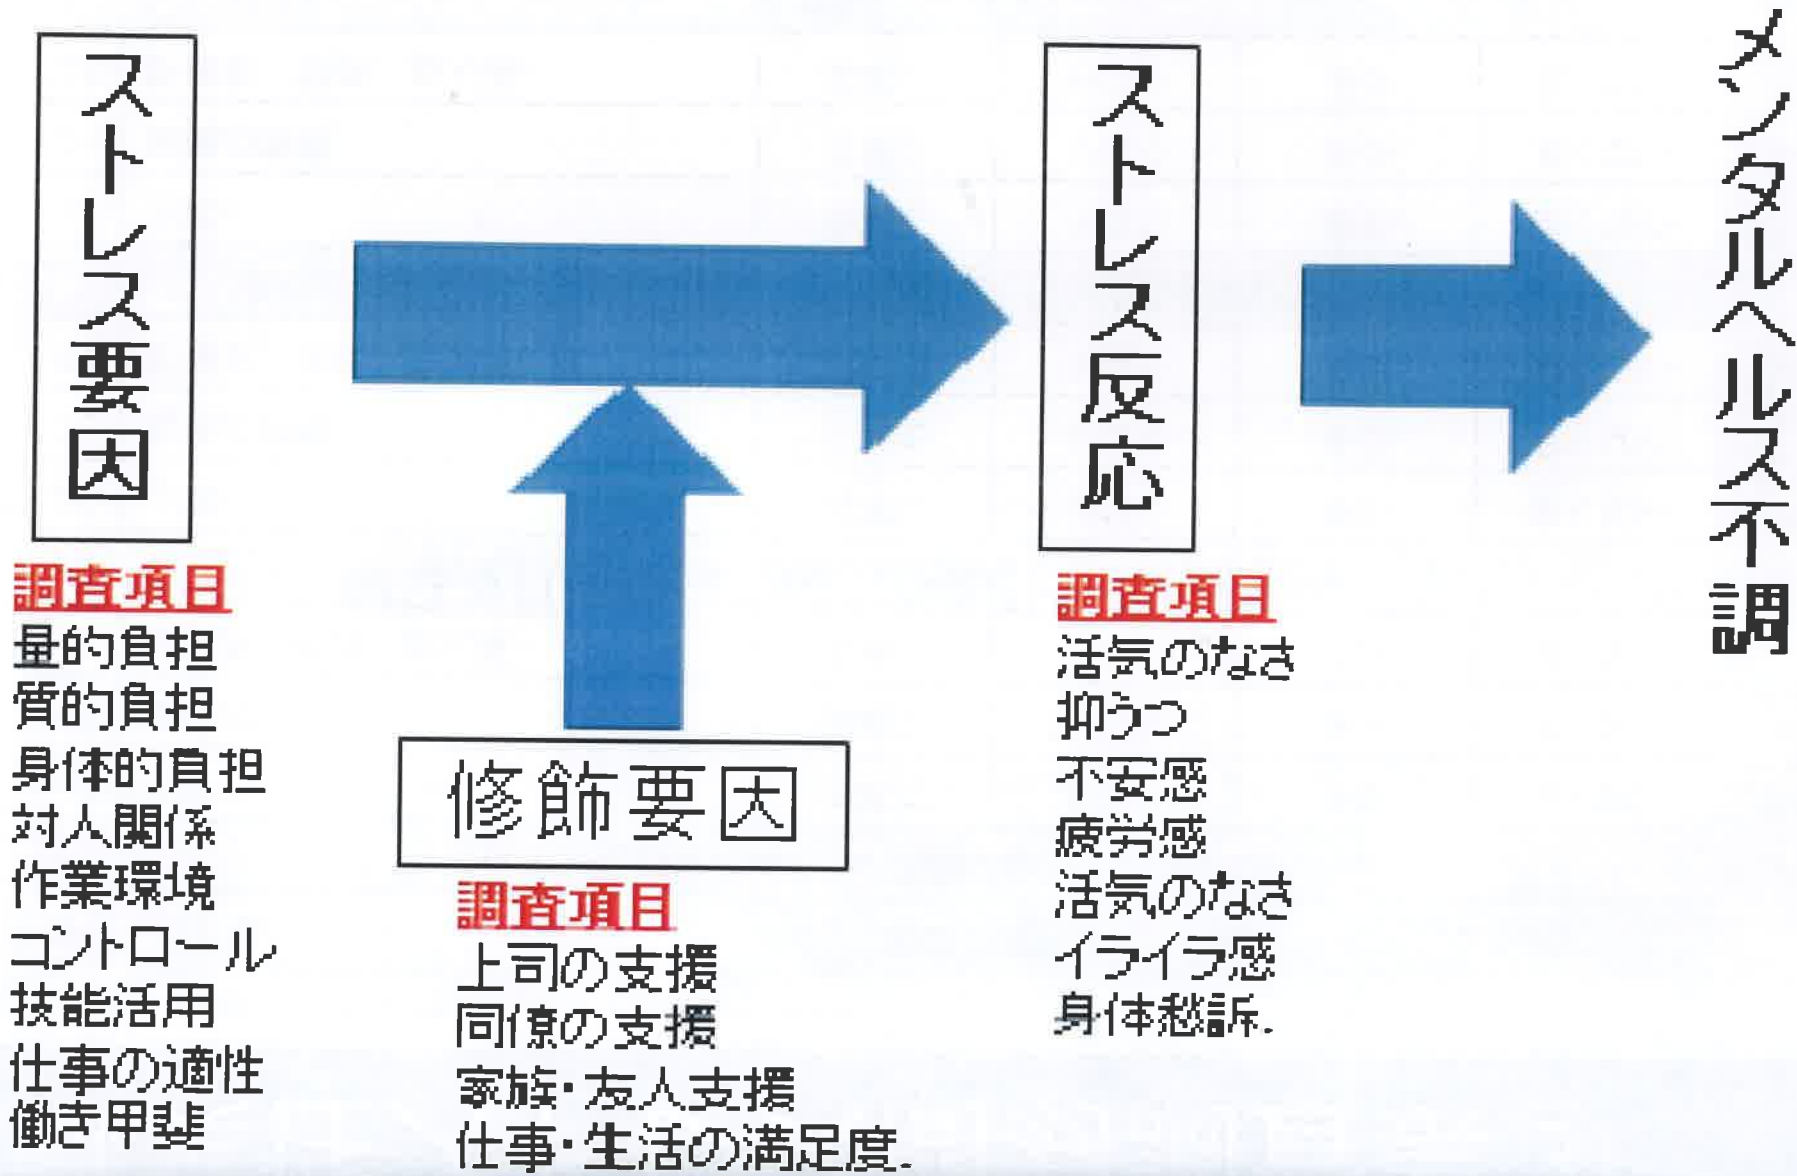 ストレス要因
調査項目
量的負担
質的負担
身体的負担
対人関係
作業環境
コントロール
技能活用
仕事の適性
働き甲斐
修飾要因
調査項目
上司の支援
同僚の支援
家族・友人支援
仕事・生活の満足度.
ストレス反応
調査項目
活気のなさ
抑うつ
不安感
疲労感
活気のなさ
イライラ感
身体愁訴.
メンタルヘルス不調